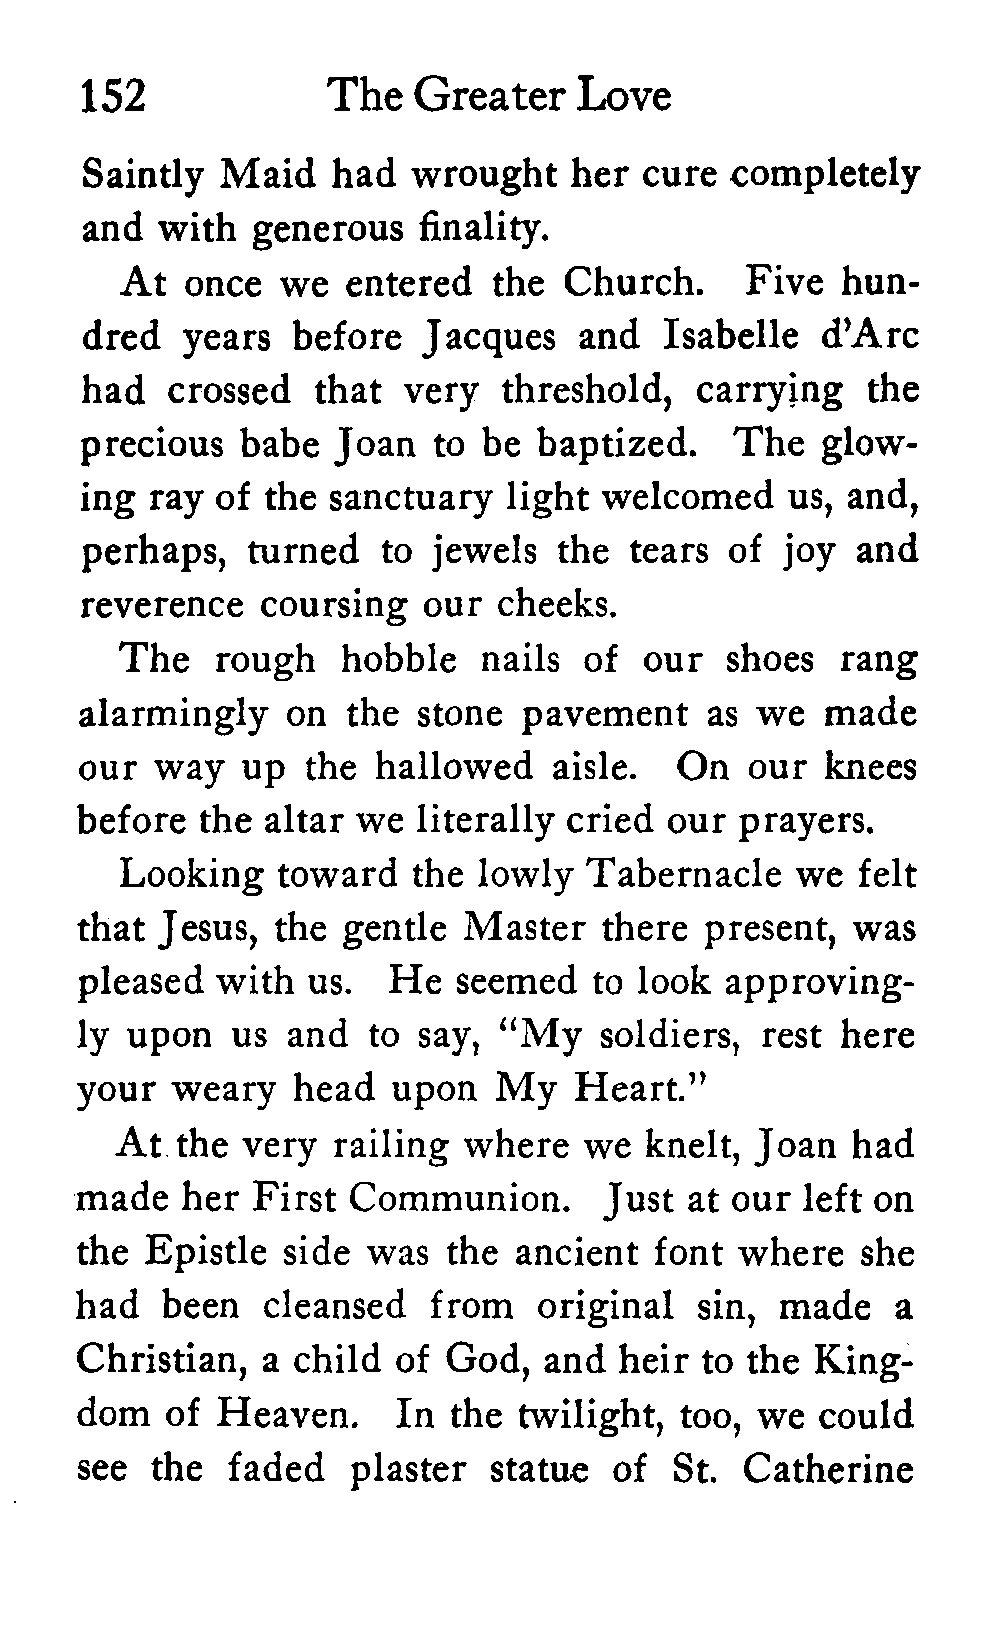 152 The Greater Love
Saintly Maid had wrought her cure completely
and with generous finality.
At once we entered the Church. Five hun-
dred years before Jacques and Isabelle d'Arc
had crossed that very threshold, carrying the
precious babe Joan to be baptized. The glow-
ing ray of the sanctuary light welcomed us, and,
perhaps, turned to jewels the tears of joy and
reverence coursing our cheeks.
The rough hobble nails of our shoes rang
alarmingly on the stone pavement as we made
our way up the hallowed aisle. On our knees
before the altar we literally cried our prayers.
Looking toward the lowly Tabernacle we felt
that Jesus, the gentle Master there present, was
pleased with us. He seemed to look approving-
ly upon us and to say, "My soldiers, rest here
your weary head upon My Heart."
At the very railing where we knelt, Joan had
made her First Communion. Just at our left on
the Epistle side was the ancient font where she
had been cleansed from original sin, made a
Christian, a child of God, and heir to the King-
dom of Heaven. In the twilight, too, we could
see the faded plaster statue of St. Catherine